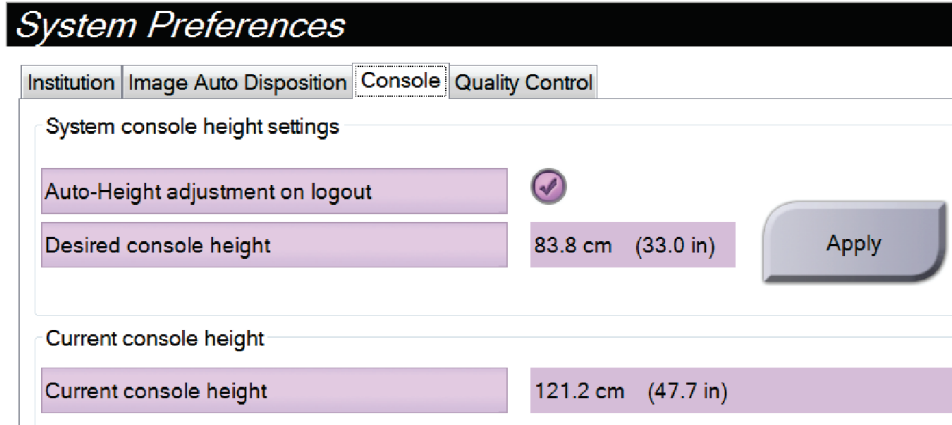 System Preferences
Institution Image Auto Disposition Console Quality Control
System console height settings
Auto-Height adjustment on logout
Desired console height 83.8 cm (33.0 in) Apply
Current console height
Current console height 121.2 cm (47.7 in)